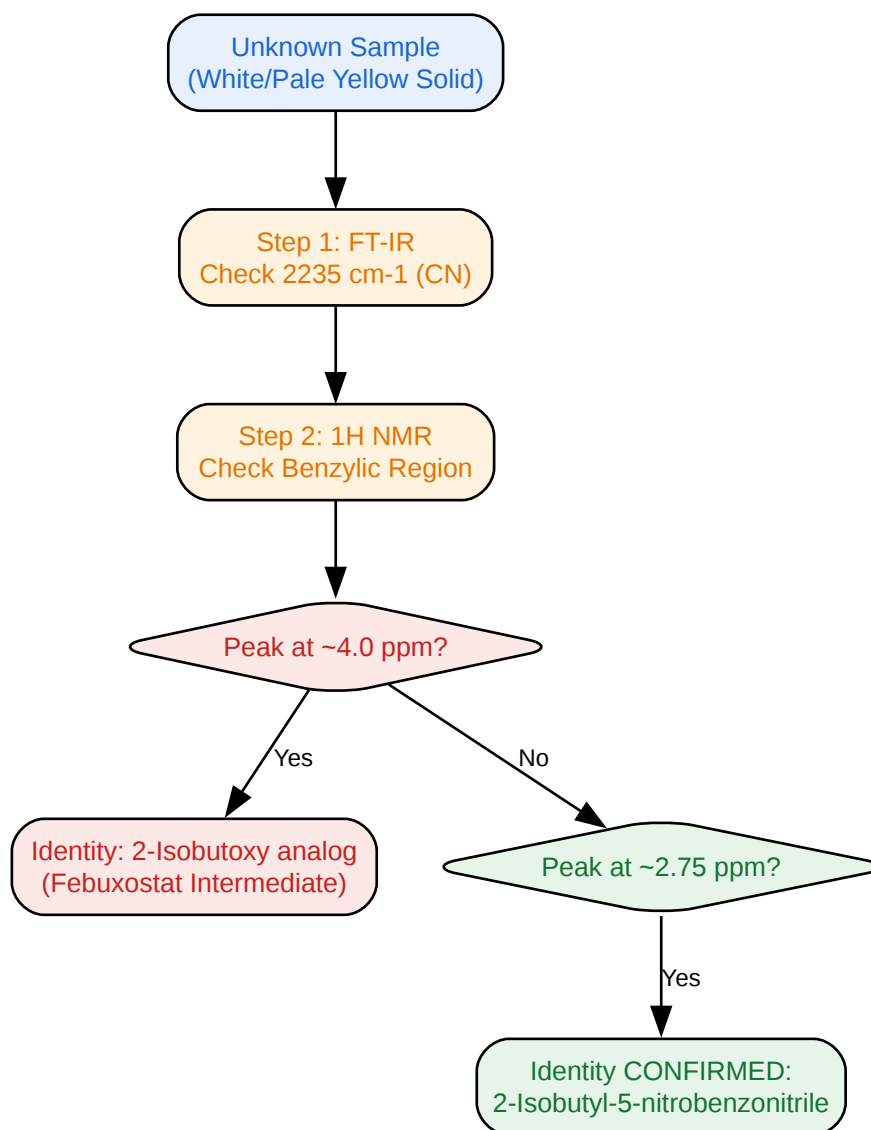 Unknown Sample
(White/Pale Yellow Solid)
Step 1: FT-IR
Check 2235 cm-1 (CN)
Step 2: 1H NMR
Check Benzylic Region
Peak at ~4.0 ppm?
Yes
No
Identity: 2-Isobutoxy analog
(Febuxostat Intermediate)
Peak at ~2.75 ppm?
Yes
Identity CONFIRMED:
2-Isobutyl-5-nitrobenzonitrile